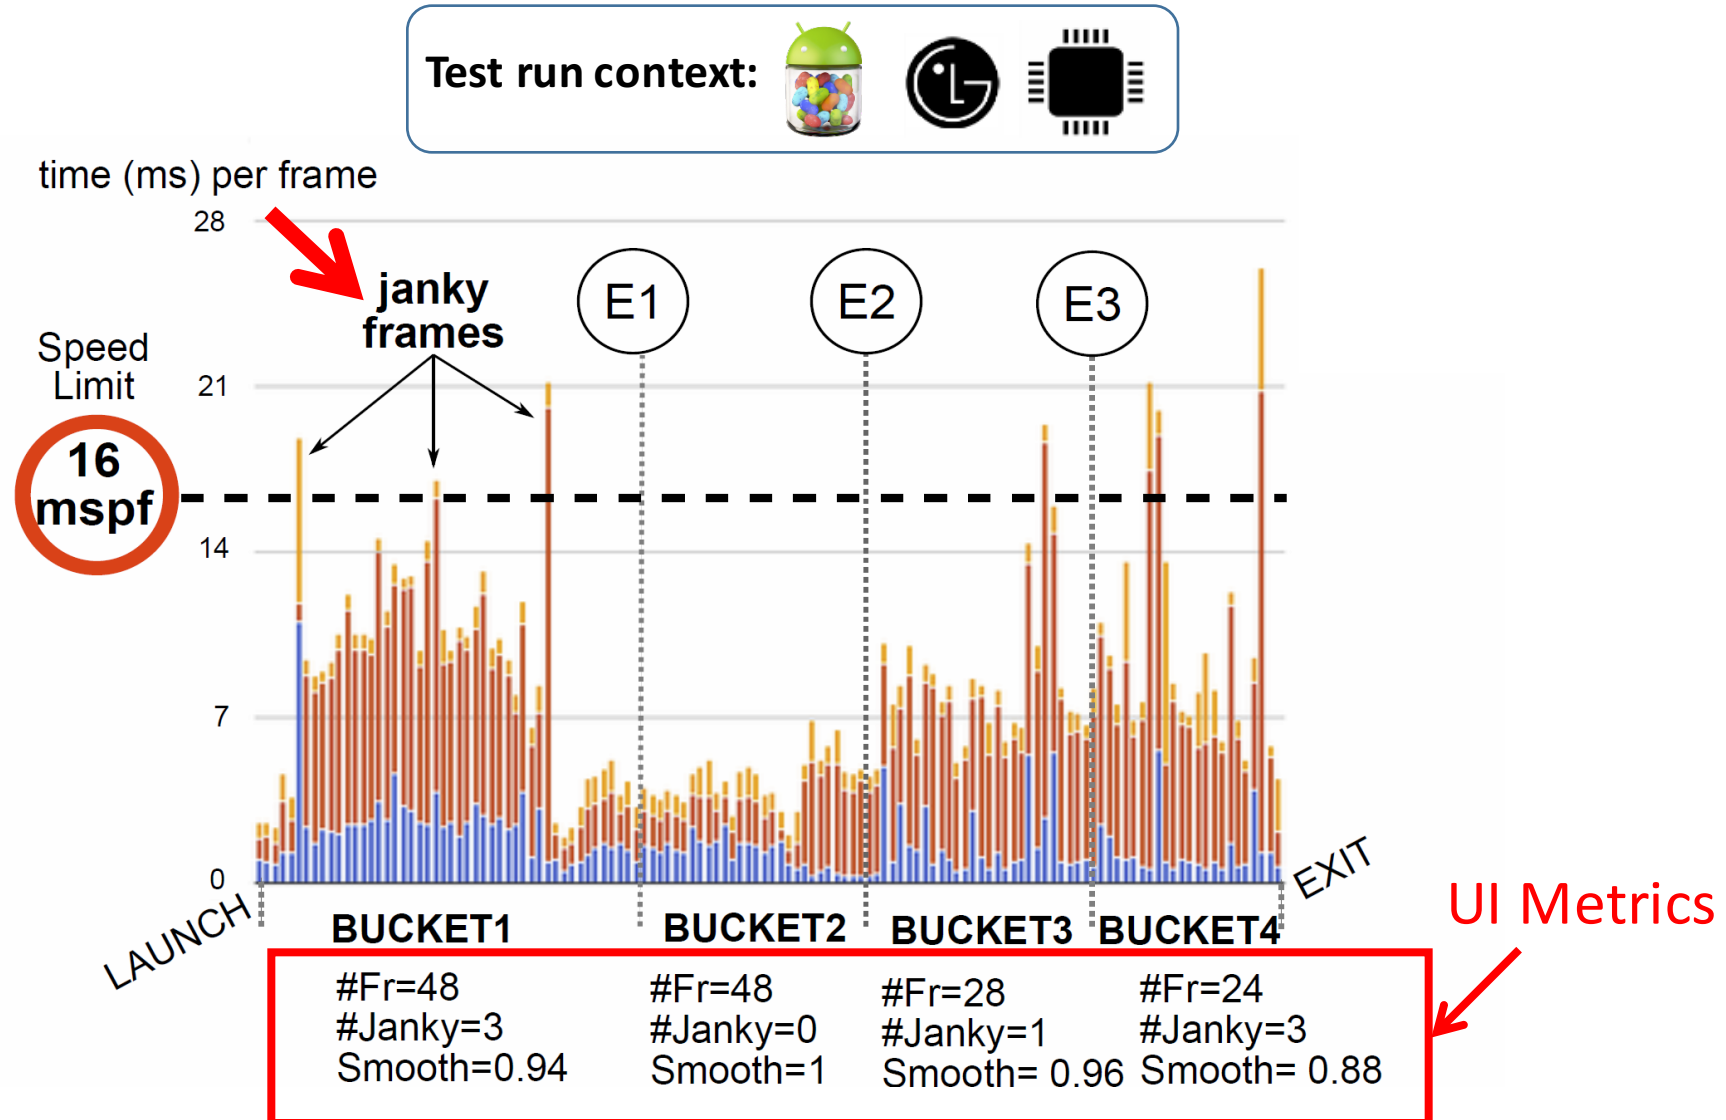 Test run context:
LG
time (ms) per frame
28
janky
frames
E1
E2
E3
Speed
Limit
21
16
mspf
14
7
0
LAUNCH
EXIT
BUCKET1
BUCKET2
BUCKET3
BUCKET4
UI Metrics
#Fr=48
#Janky=3
Smooth=0.94
#Fr=48
#Janky=0
Smooth=1
#Fr=28
#Janky=1
Smooth= 0.96
#Fr=24
#Janky=3
Smooth= 0.88